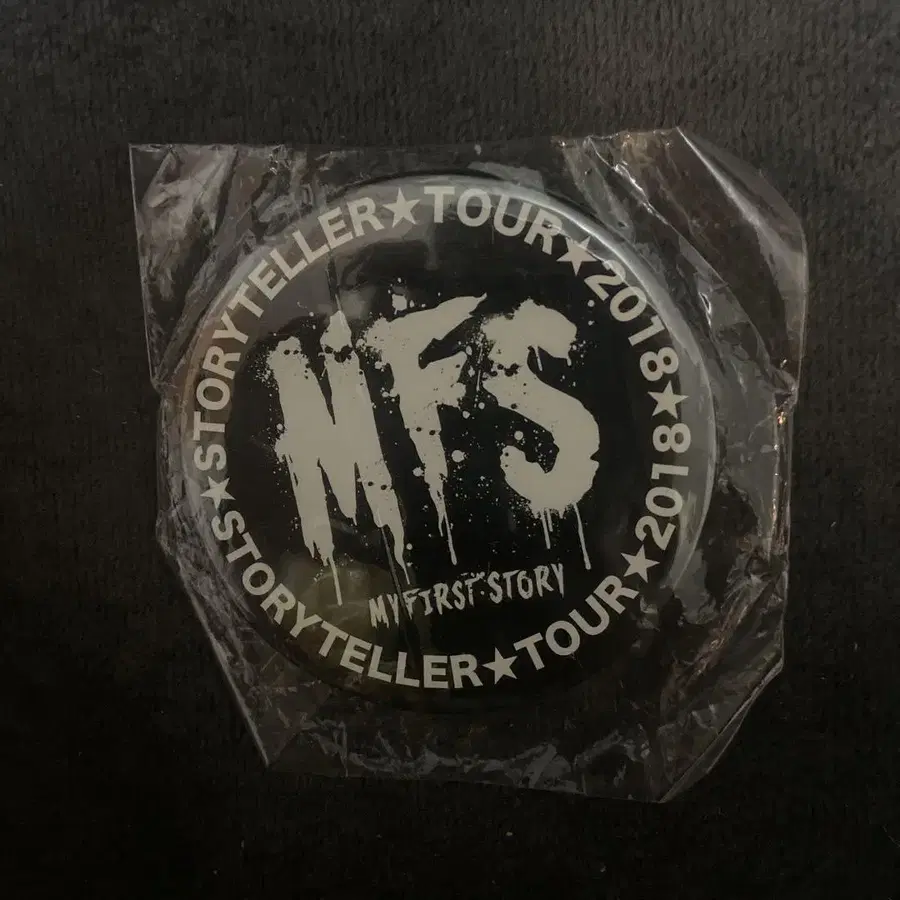 STORYTELLER★TOUR★2018★
2018★TOUR★STORYTELLER★
MFS
MY FIRST STORY